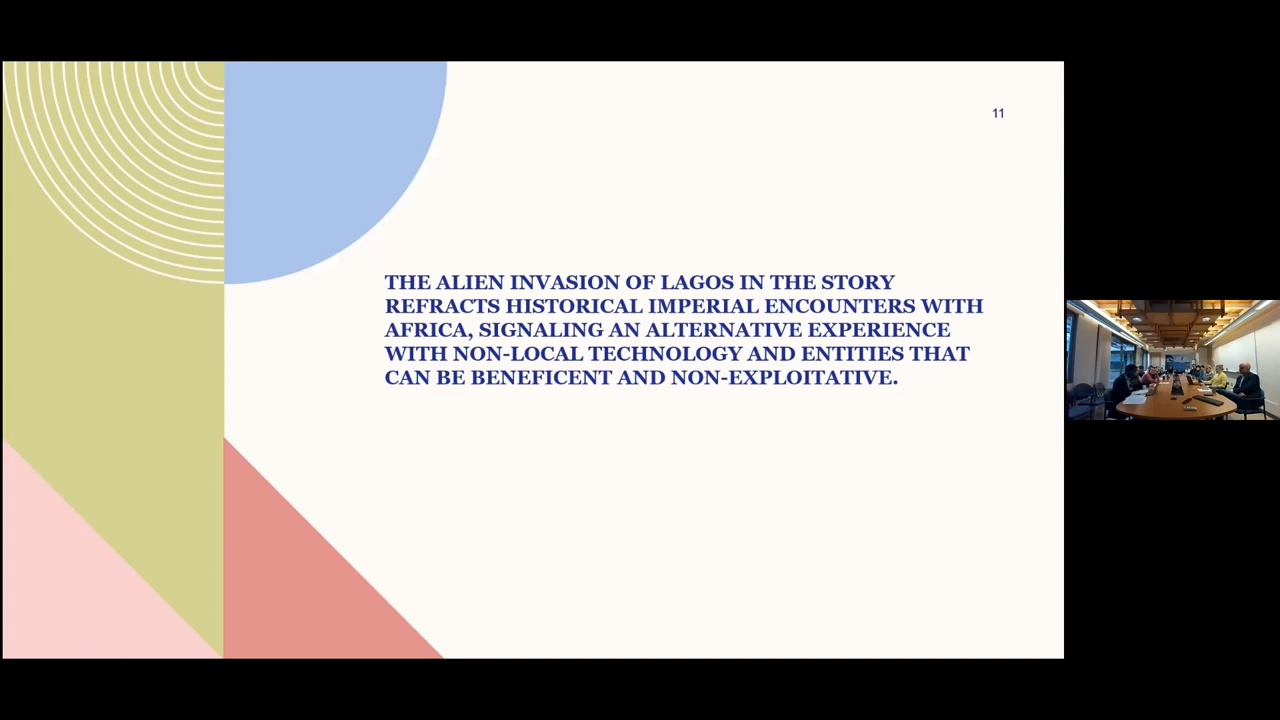 11
THE ALIEN INVASION OF LAGOS IN THE STORY
REFRACTS HISTORICAL IMPERIAL ENCOUNTERS WITH
AFRICA, SIGNALING AN ALTERNATIVE EXPERIENCE
WITH NON-LOCAL TECHNOLOGY AND ENTITIES THAT
CAN BE BENEFICENT AND NON-EXPLOITATIVE.